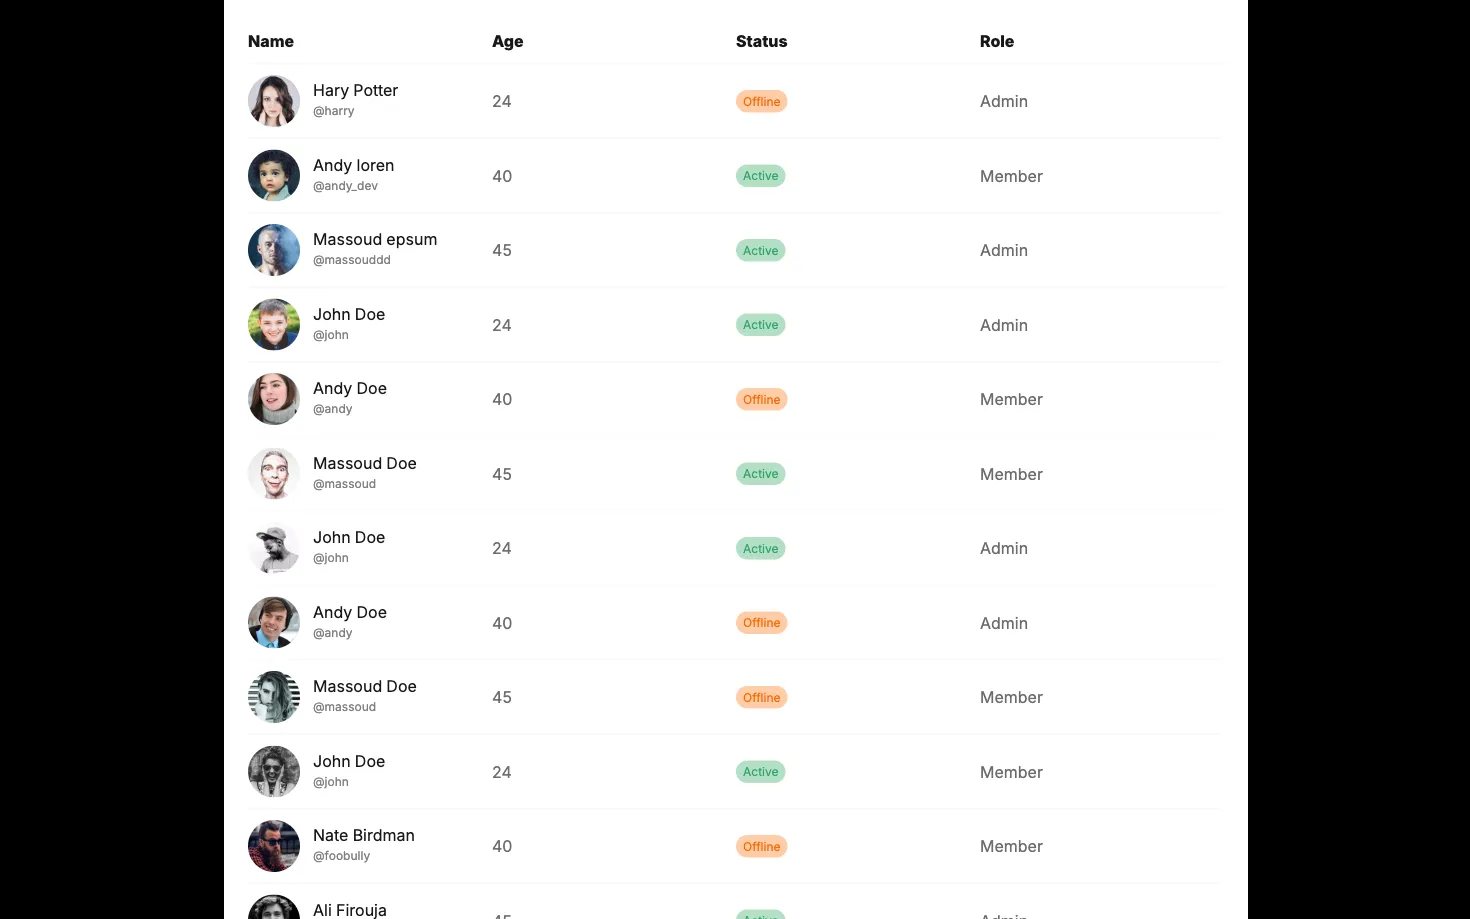 Name Age Status Role
Hary Potter
@harry
24 Offline Admin
Andy loren
@andy_dev
40 Active Member
Massoud epsum
@massouddd
45 Active Admin
John Doe
@john
24 Active Admin
Andy Doe
@andy
40 Offline Member
Massoud Doe
@massoud
45 Active Member
John Doe
@john
24 Active Admin
Andy Doe
@andy
40 Offline Admin
Massoud Doe
@massoud
45 Offline Member
John Doe
@john
24 Active Member
Nate Birdman
@foobully
40 Offline Member
Ali Firouja
45 Active Admin